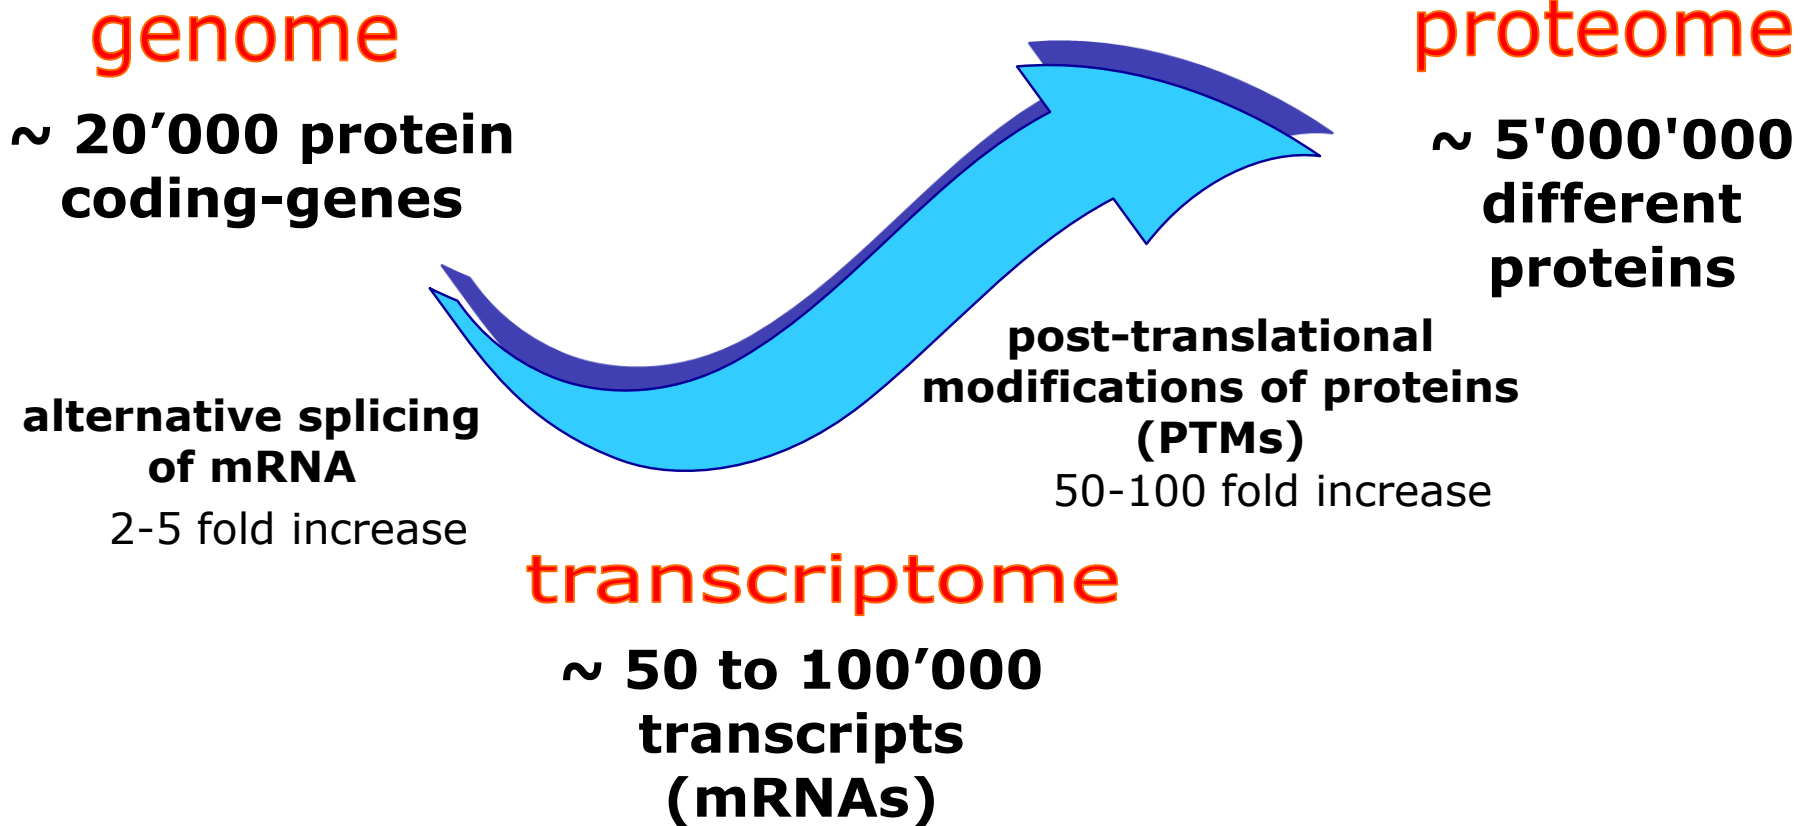 genome
~ 20’000 protein
coding-genes
alternative splicing
of mRNA
2-5 fold increase
transcriptome
~ 50 to 100’000
transcripts
(mRNAs)
post-translational
modifications of proteins
(PTMs)
50-100 fold increase
proteome
~ 5'000'000
different
proteins